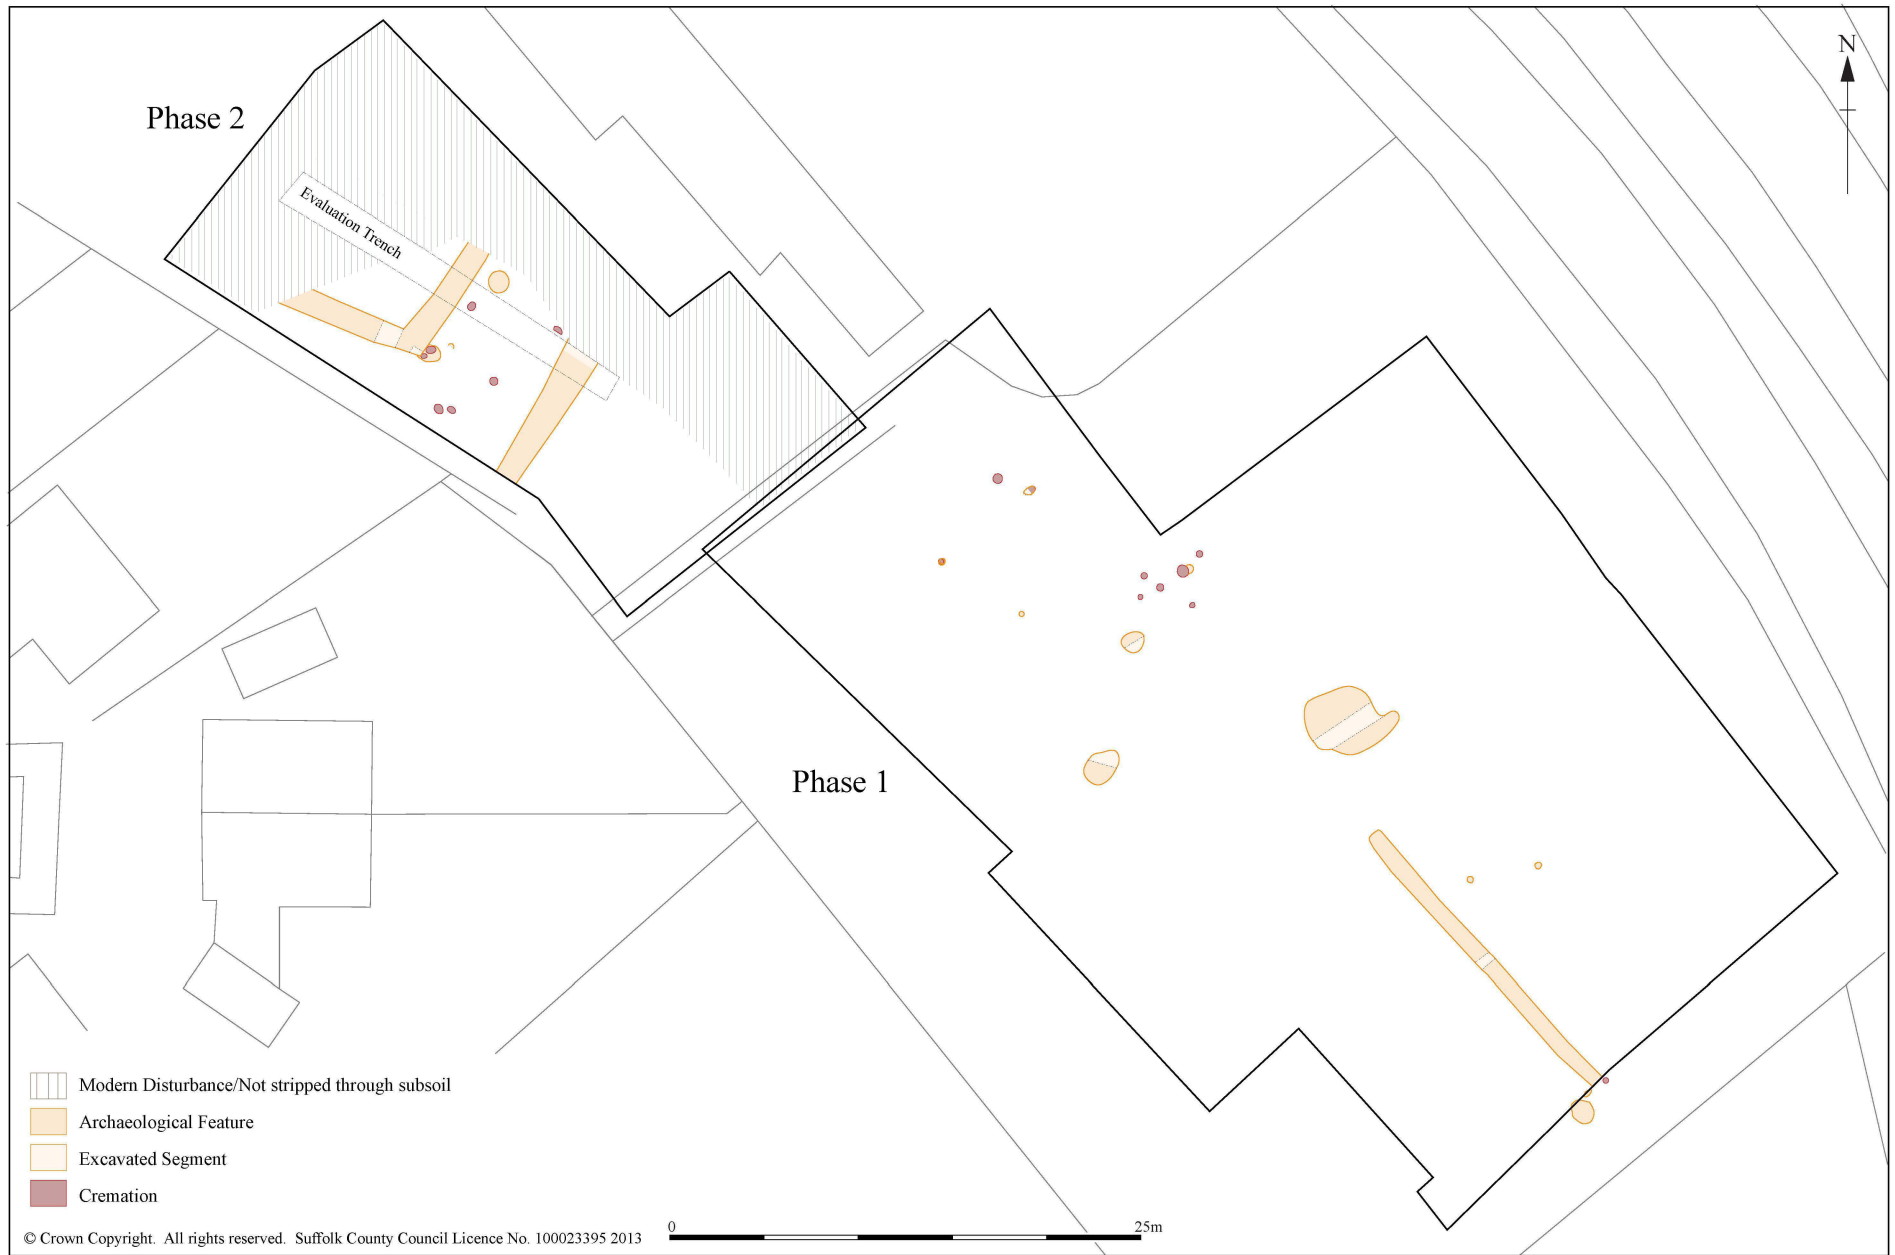 N
Phase 2
Evaluation Trench
Phase 1
Modern Disturbance/Not stripped through subsoil
Archaeological Feature
Excavated Segment
Cremation
© Crown Copyright. All rights reserved. Suffolk County Council Licence No. 100023395 2013
0 25m